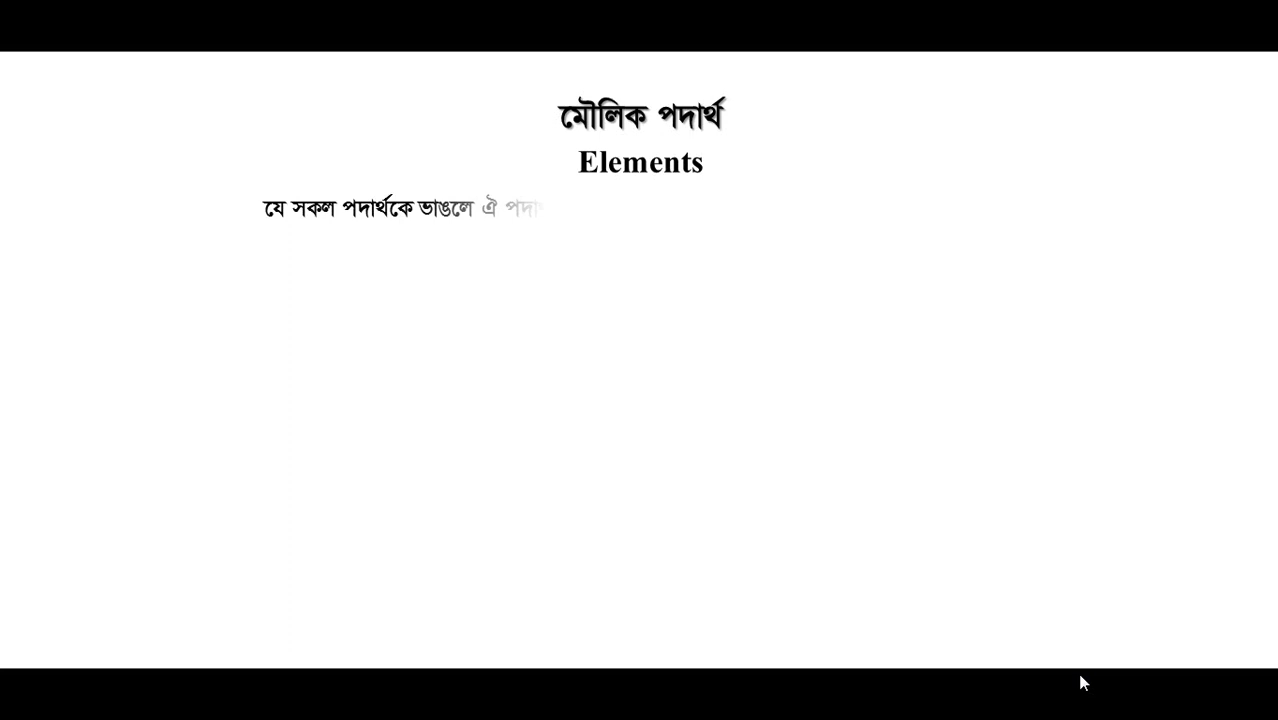 মৌলিক পদার্থ
Elements
যে সকল পদার্থকে ভাঙলে ঐ